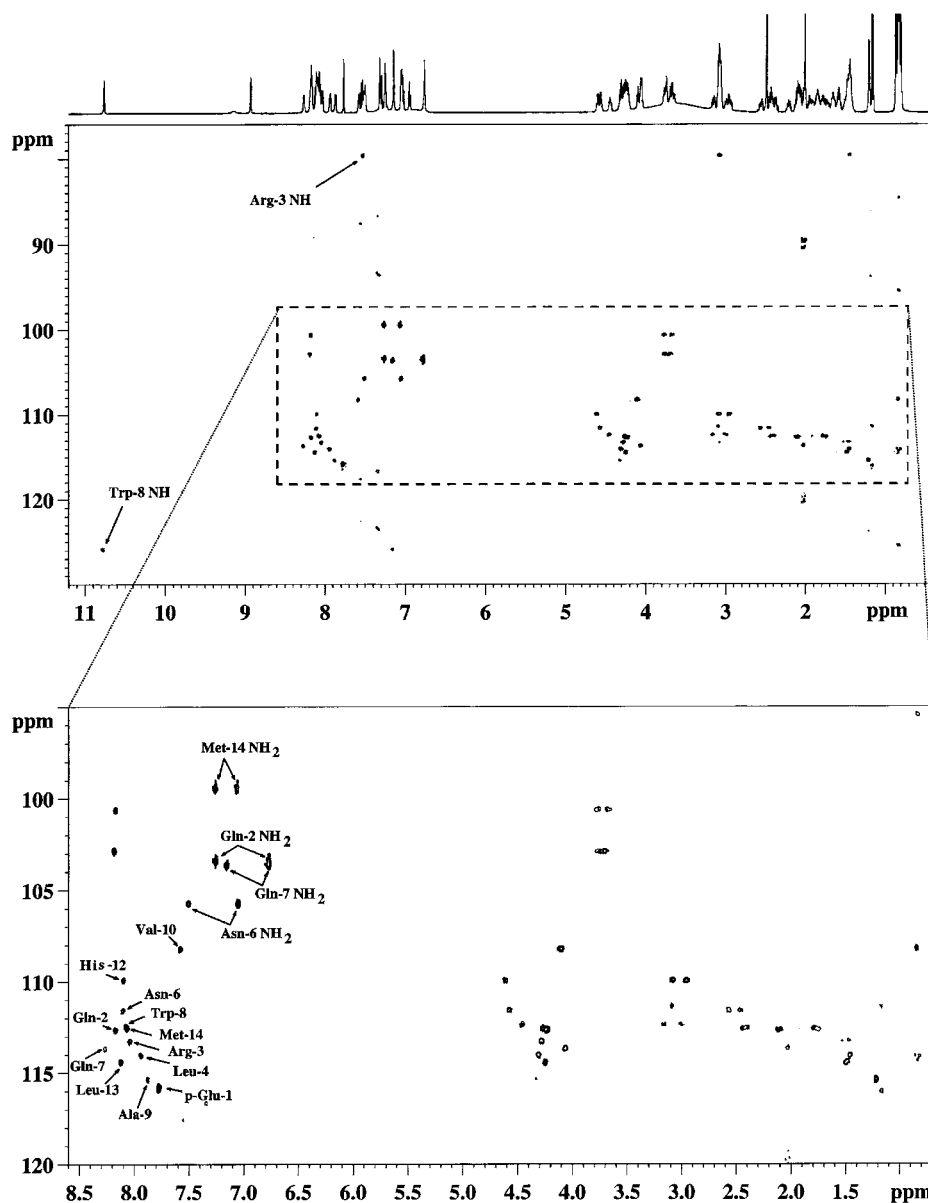 ppm
Arg-3 NH
90
100
110
Trp-8 NH
120
11 10 9 8 7 6 5 4 3 2 ppm
ppm
Met-14 NH2
100
Gln-2 NH2
Gln-7 NH2
105
Asn-6 NH2
Val-10
His-12
110
Asn-6
Trp-8
Gln-2
Met-14
Arg-3
Gln-7
Leu-4
115
Leu-13
p-Glu-1
Ala-9
120
8.5 8.0 7.5 7.0 6.5 6.0 5.5 5.0 4.5 4.0 3.5 3.0 2.5 2.0 1.5 ppm